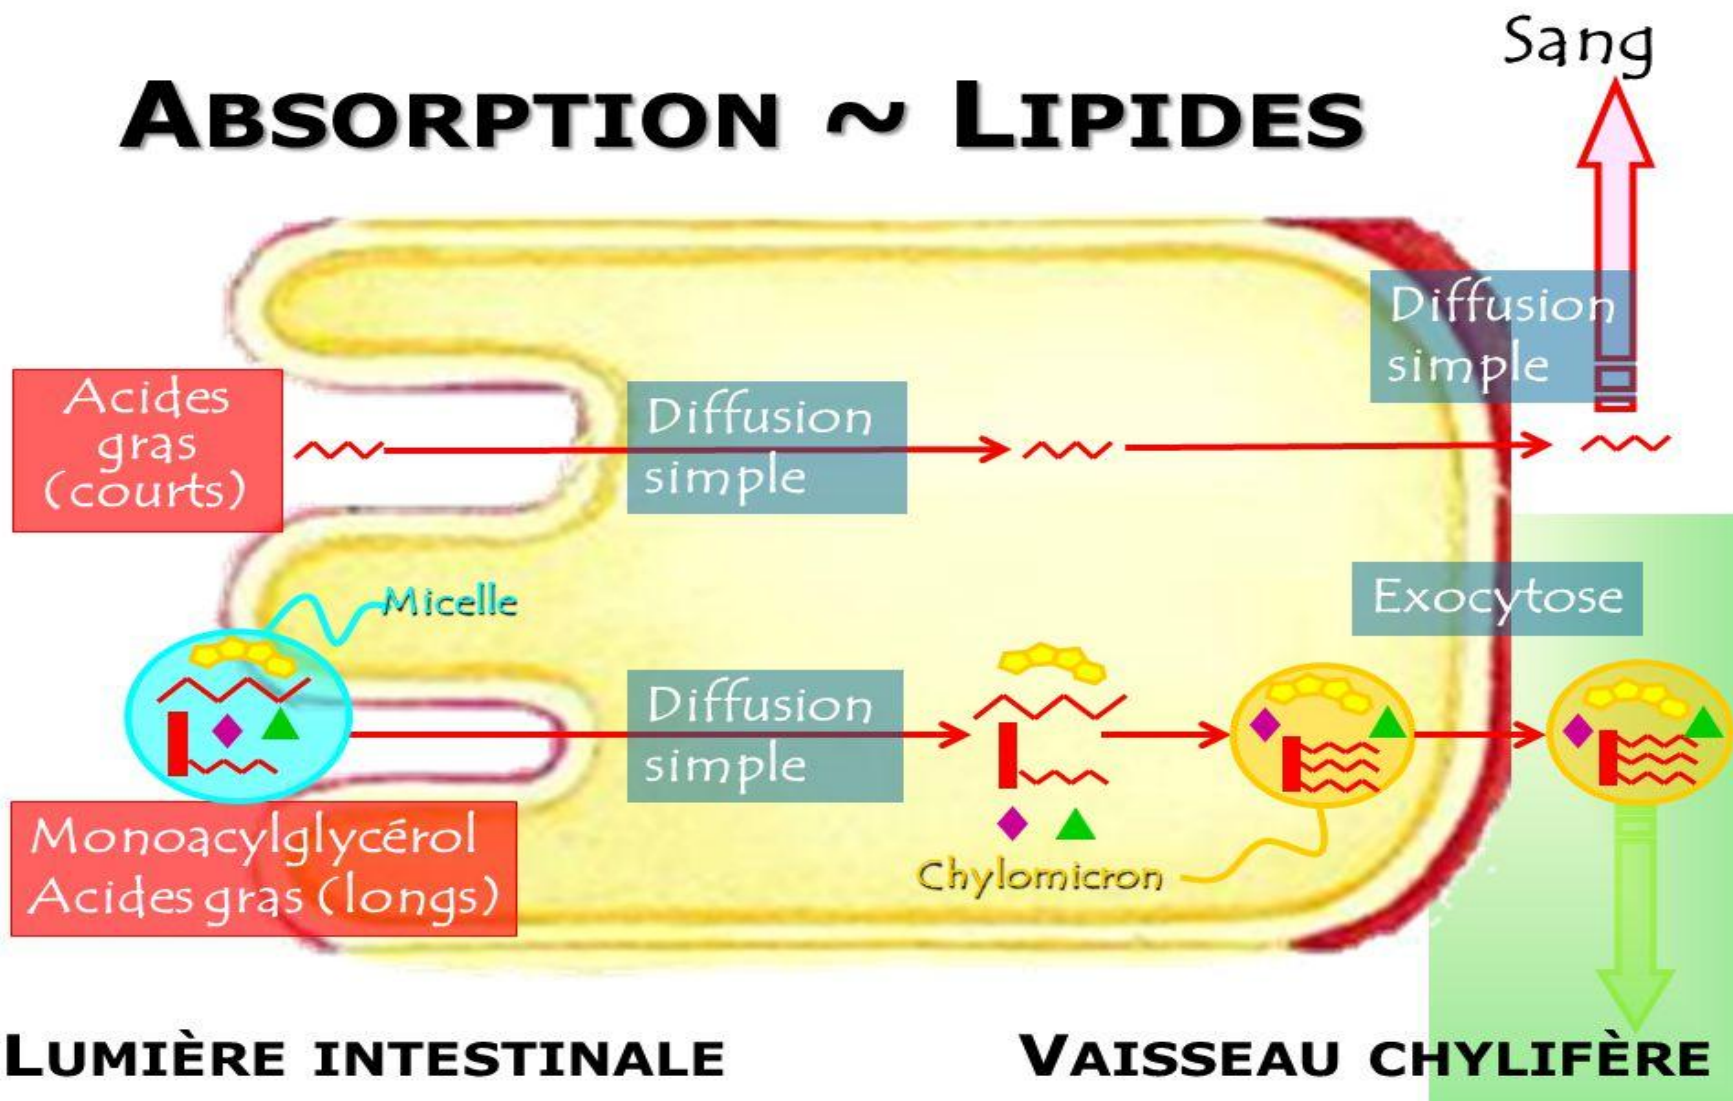 Sang
ABSORPTION ~ LIPIDES
Diffusion
simple
Acides
gras
(courts)
Diffusion
simple
Micelle
Exocytose
Diffusion
simple
Monoacylglycérol
Acides gras (longs)
Chylomicron
LUMIÈRE INTESTINALE
VAISSEAU CHYLIFÈRE